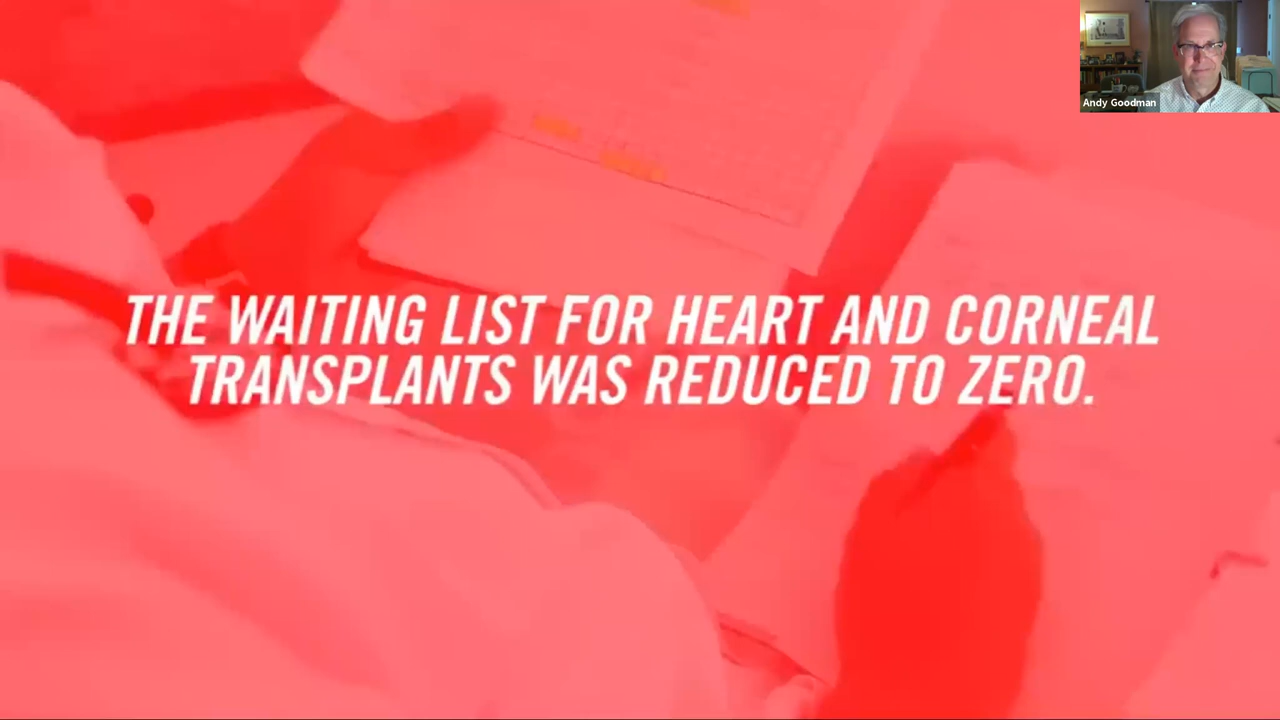 Andy Goodman
THE WAITING LIST FOR HEART AND CORNEAL
TRANSPLANTS WAS REDUCED TO ZERO.